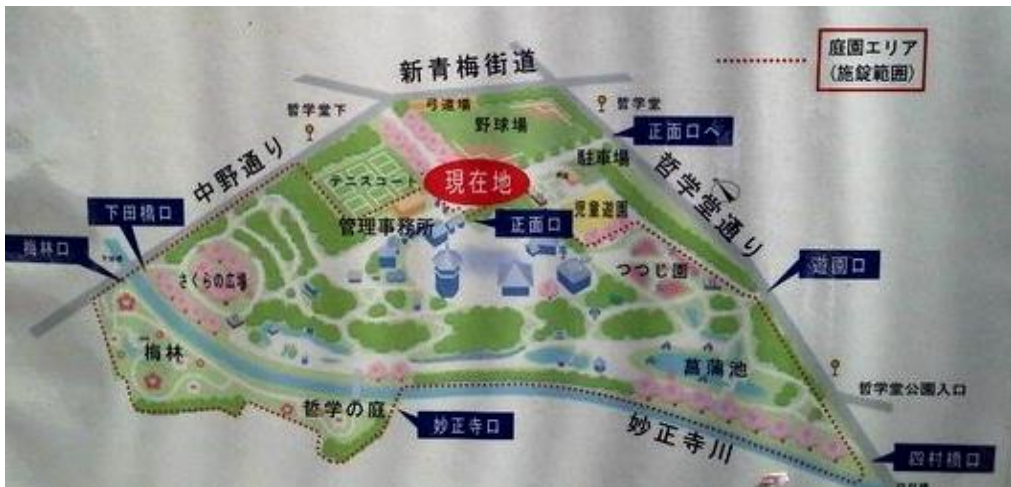 庭園エリア
(施錠範囲)
新青梅街道
哲学堂下
弓道場
野球場
哲学堂
正面口へ
中野通り
駐車場
テニスコート
現在地
哲学堂通り
下田橋口
児童遊園
管理事務所
正面口
梅林口
さくらの広場
つつじ園
遊園口
梅林
菖蒲池
哲学堂公園入口
哲学の庭
妙正寺口
妙正寺川
四村橋口